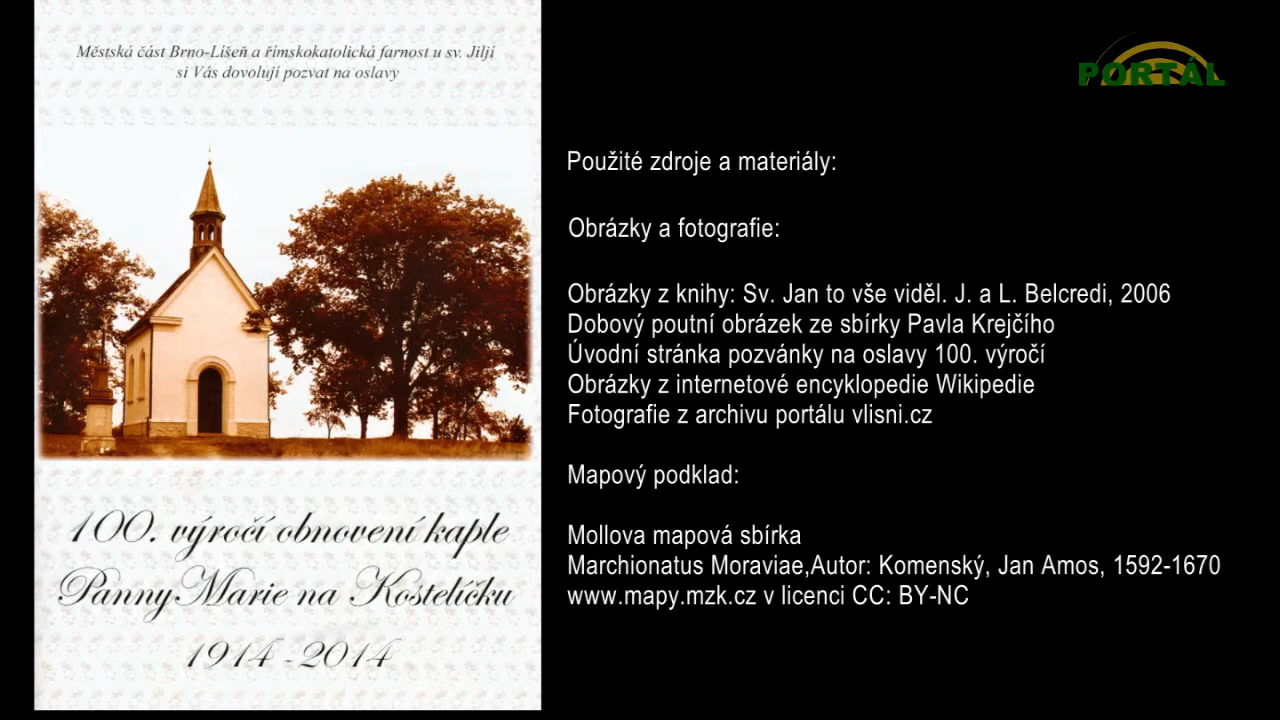 Městská část Brno-Líšeň a římskokatolická farnost u sv. Jiljí
si Vás dovolují pozvat na oslavy
100. výročí obnovení kaple
Panny Marie na Kostelíčku
1914 - 2014
PORTÁL
Použité zdroje a materiály:
Obrázky a fotografie:
Obrázky z knihy: Sv. Jan to vše viděl. J. a L. Belcredi, 2006
Dobový poutní obrázek ze sbírky Pavla Krejčího
Úvodní stránka pozvánky na oslavy 100. výročí
Obrázky z internetové encyklopedie Wikipedie
Fotografie z archivu portálu vlisni.cz
Mapový podklad:
Mollova mapová sbírka
Marchionatus Moraviae,Autor: Komenský, Jan Amos, 1592-1670
www.mapy.mzk.cz v licenci CC: BY-NC